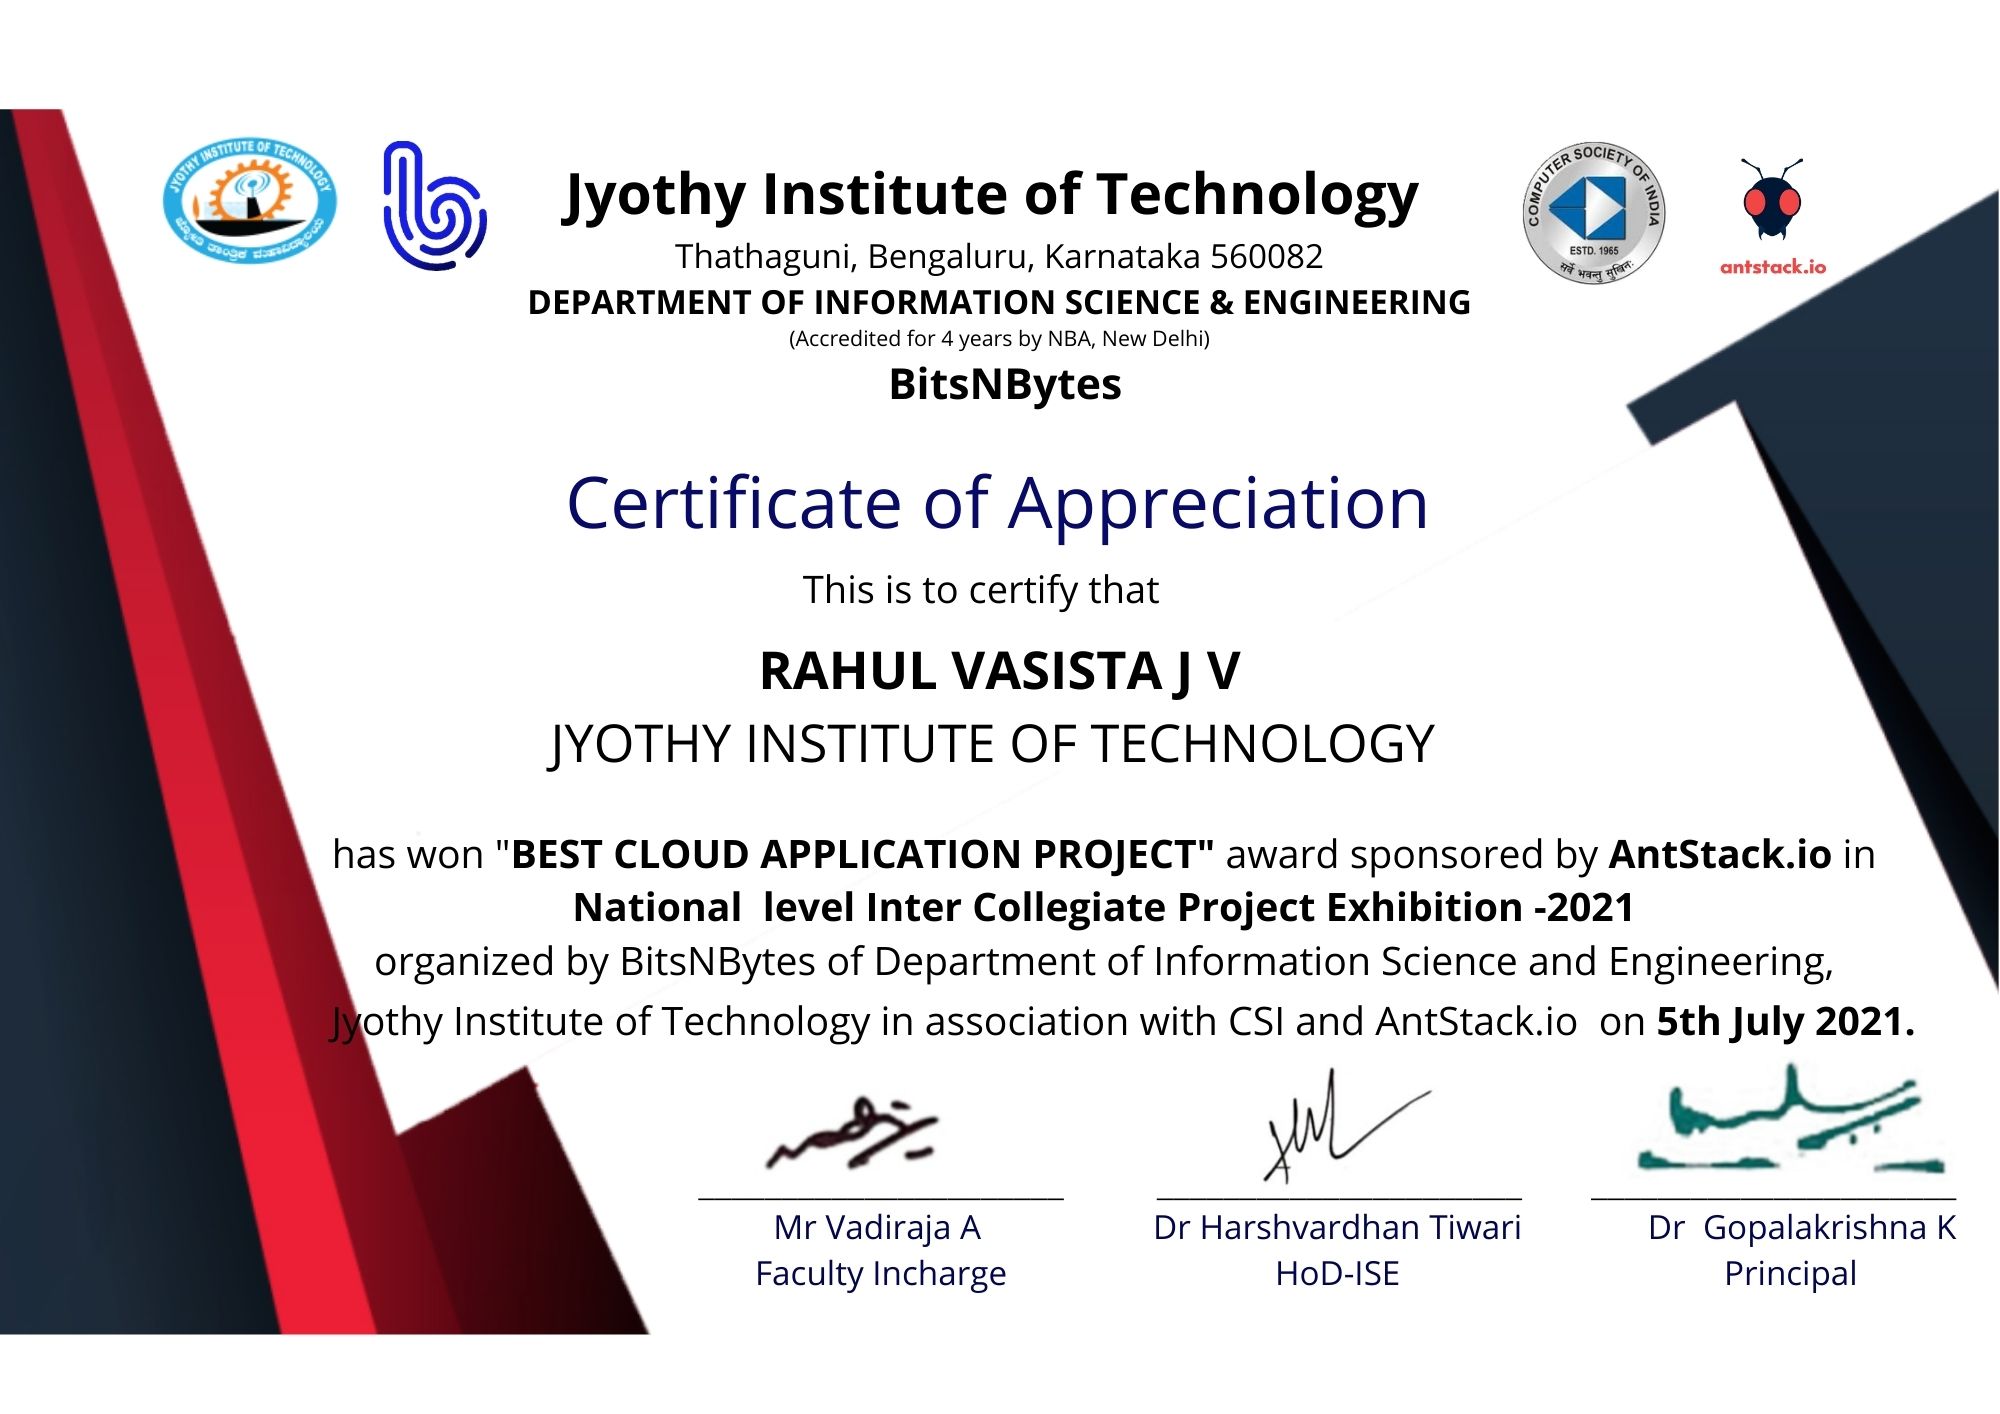 JYOTHY INSTITUTE OF TECHNOLOGY
ಜ್ಯೋತಿ ತಾಂತ್ರಿಕ ಮಹಾವಿದ್ಯಾಲಯ
Jyothy Institute of Technology
COMPUTER SOCIETY OF INDIA
ESTD. 1965
सर्वे भवन्तु सुखिनः
antstack.io
Thathaguni, Bengaluru, Karnataka 560082
DEPARTMENT OF INFORMATION SCIENCE & ENGINEERING
(Accredited for 4 years by NBA, New Delhi)
BitsNBytes
Certificate of Appreciation
This is to certify that
RAHUL VASISTA J V
JYOTHY INSTITUTE OF TECHNOLOGY
has won "BEST CLOUD APPLICATION PROJECT" award sponsored by AntStack.io in
National level Inter Collegiate Project Exhibition -2021
organized by BitsNBytes of Department of Information Science and Engineering,
Jyothy Institute of Technology in association with CSI and AntStack.io on 5th July 2021.
Mr Vadiraja A
Faculty Incharge
Dr Harshvardhan Tiwari
HoD-ISE
Dr Gopalakrishna K
Principal